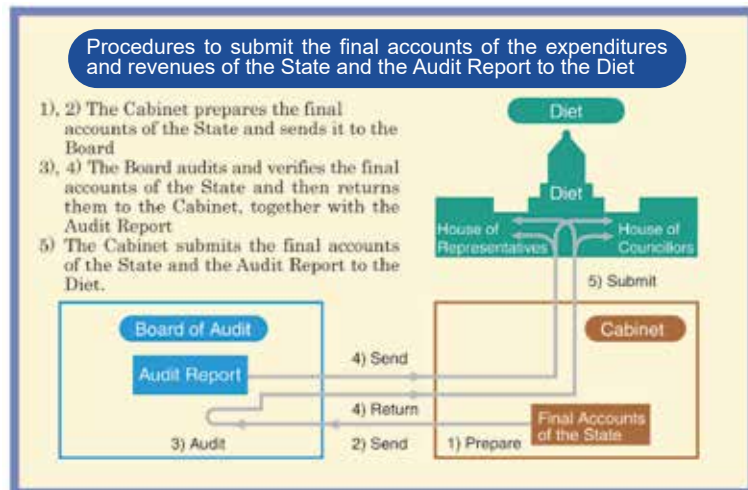 Procedures to submit the final accounts of the expenditures
and revenues of the State and the Audit Report to the Diet
1), 2) The Cabinet prepares the final
accounts of the State and sends it to the
Board
3), 4) The Board audits and verifies the final
accounts of the State and then returns
them to the Cabinet, together with the
Audit Report
5) The Cabinet submits the final accounts
of the State and the Audit Report to the
Diet.
Diet
Diet
House of
Representatives
House of
Councillors
5) Submit
Board of Audit
Cabinet
Audit Report
4) Send
4) Return
Final Accounts
of the State
3) Audit
2) Send
1) Prepare